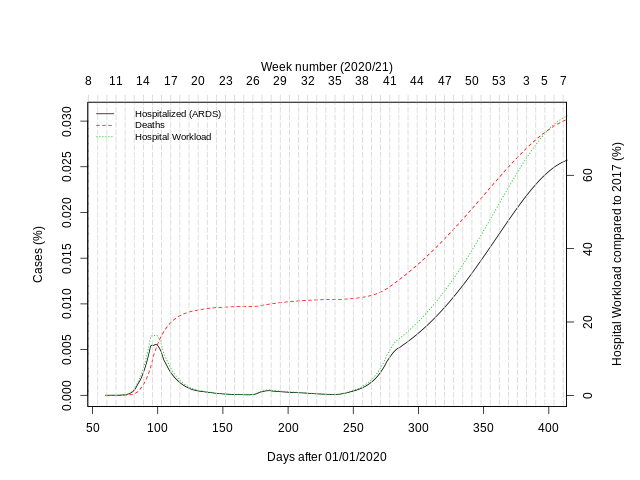 Week number (2020/21)
8 11 14 17 20 23 26 29 32 35 38 41 44 47 50 53 3 5 7
Hospitalized (ARDS)
Deaths
Hospital Workload
Cases (%)
0.000 0.005 0.010 0.015 0.020 0.025 0.030
Hospital Workload compared to 2017 (%)
0 20 40 60
50 100 150 200 250 300 350 400
Days after 01/01/2020